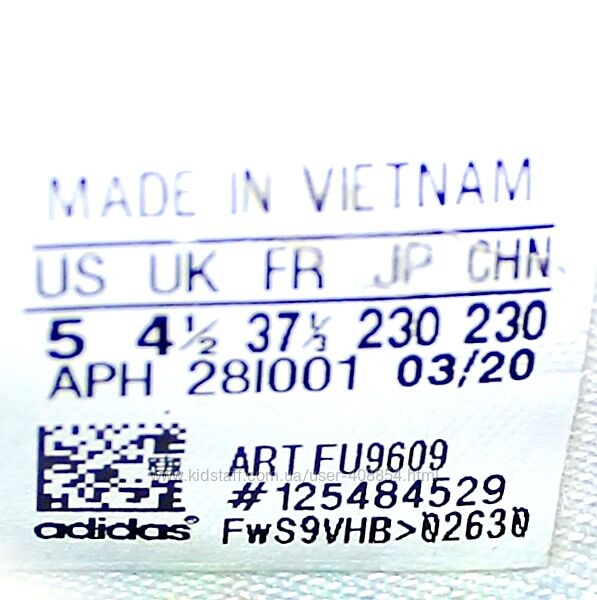 MADE IN VIETNAM
US UK FR JP CHN
5 4½ 37⅓ 230 230
APH 28I001 03/20
ART FU9609
www.kidstaff.com.ua/user-408854.html
#125484529
adidas® FwS9VHB>02630